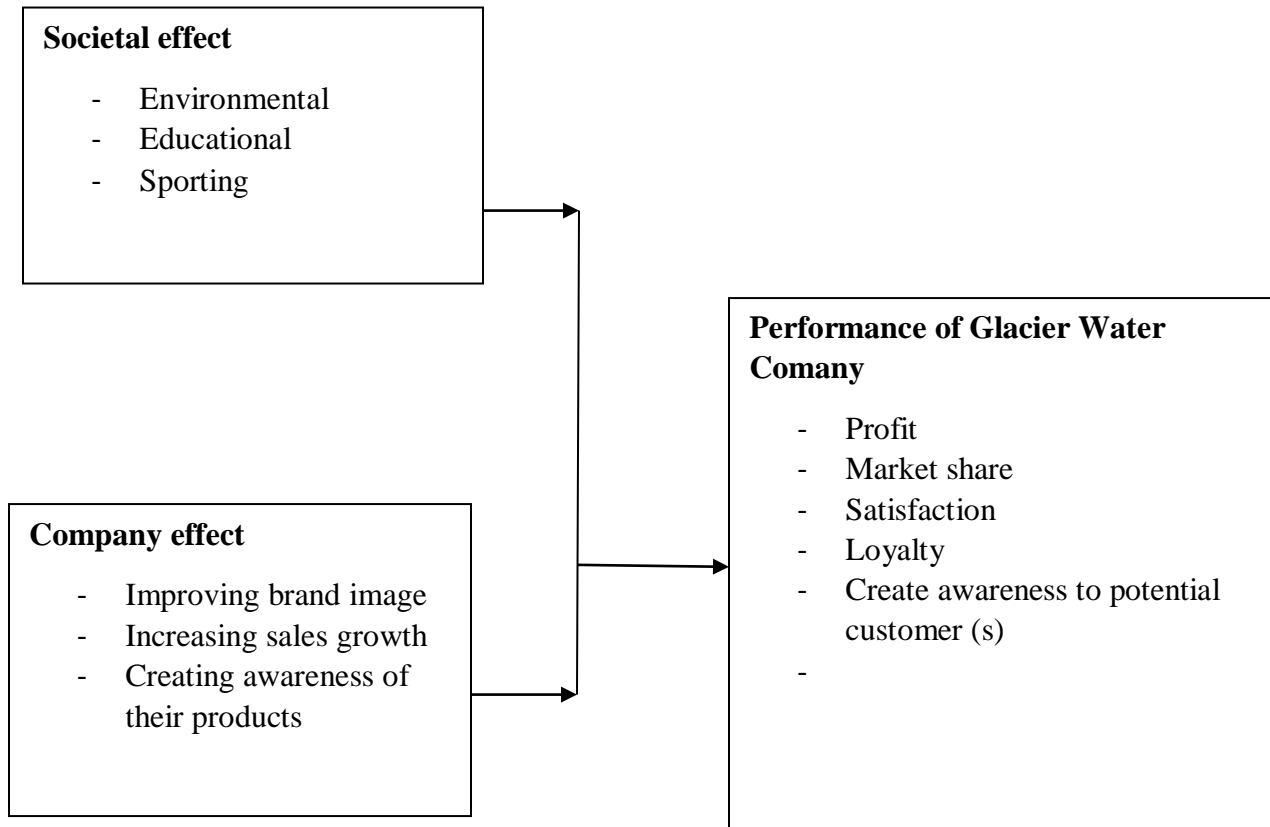 Societal effect
- Environmental
- Educational
- Sporting
Performance of Glacier Water
Comany
- Profit
- Market share
- Satisfaction
- Loyalty
- Create awareness to potential
customer (s)
-
Company effect
- Improving brand image
- Increasing sales growth
- Creating awareness of
their products